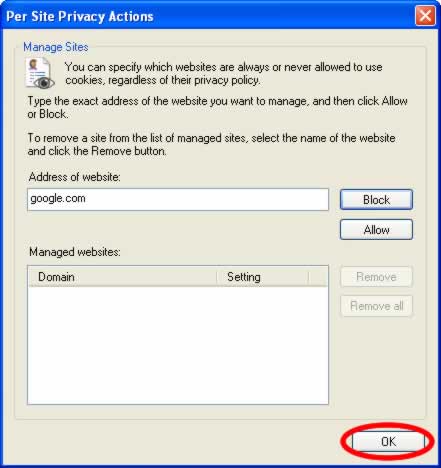 Per Site Privacy Actions
Manage Sites
You can specify which websites are always or never allowed to use
cookies, regardless of their privacy policy.
Type the exact address of the website you want to manage, and then click Allow
or Block.
To remove a site from the list of managed sites, select the name of the website
and click the Remove button.
Address of website:
google.com
Block
Allow
Managed websites:
Domain Setting
Remove
Remove all
OK